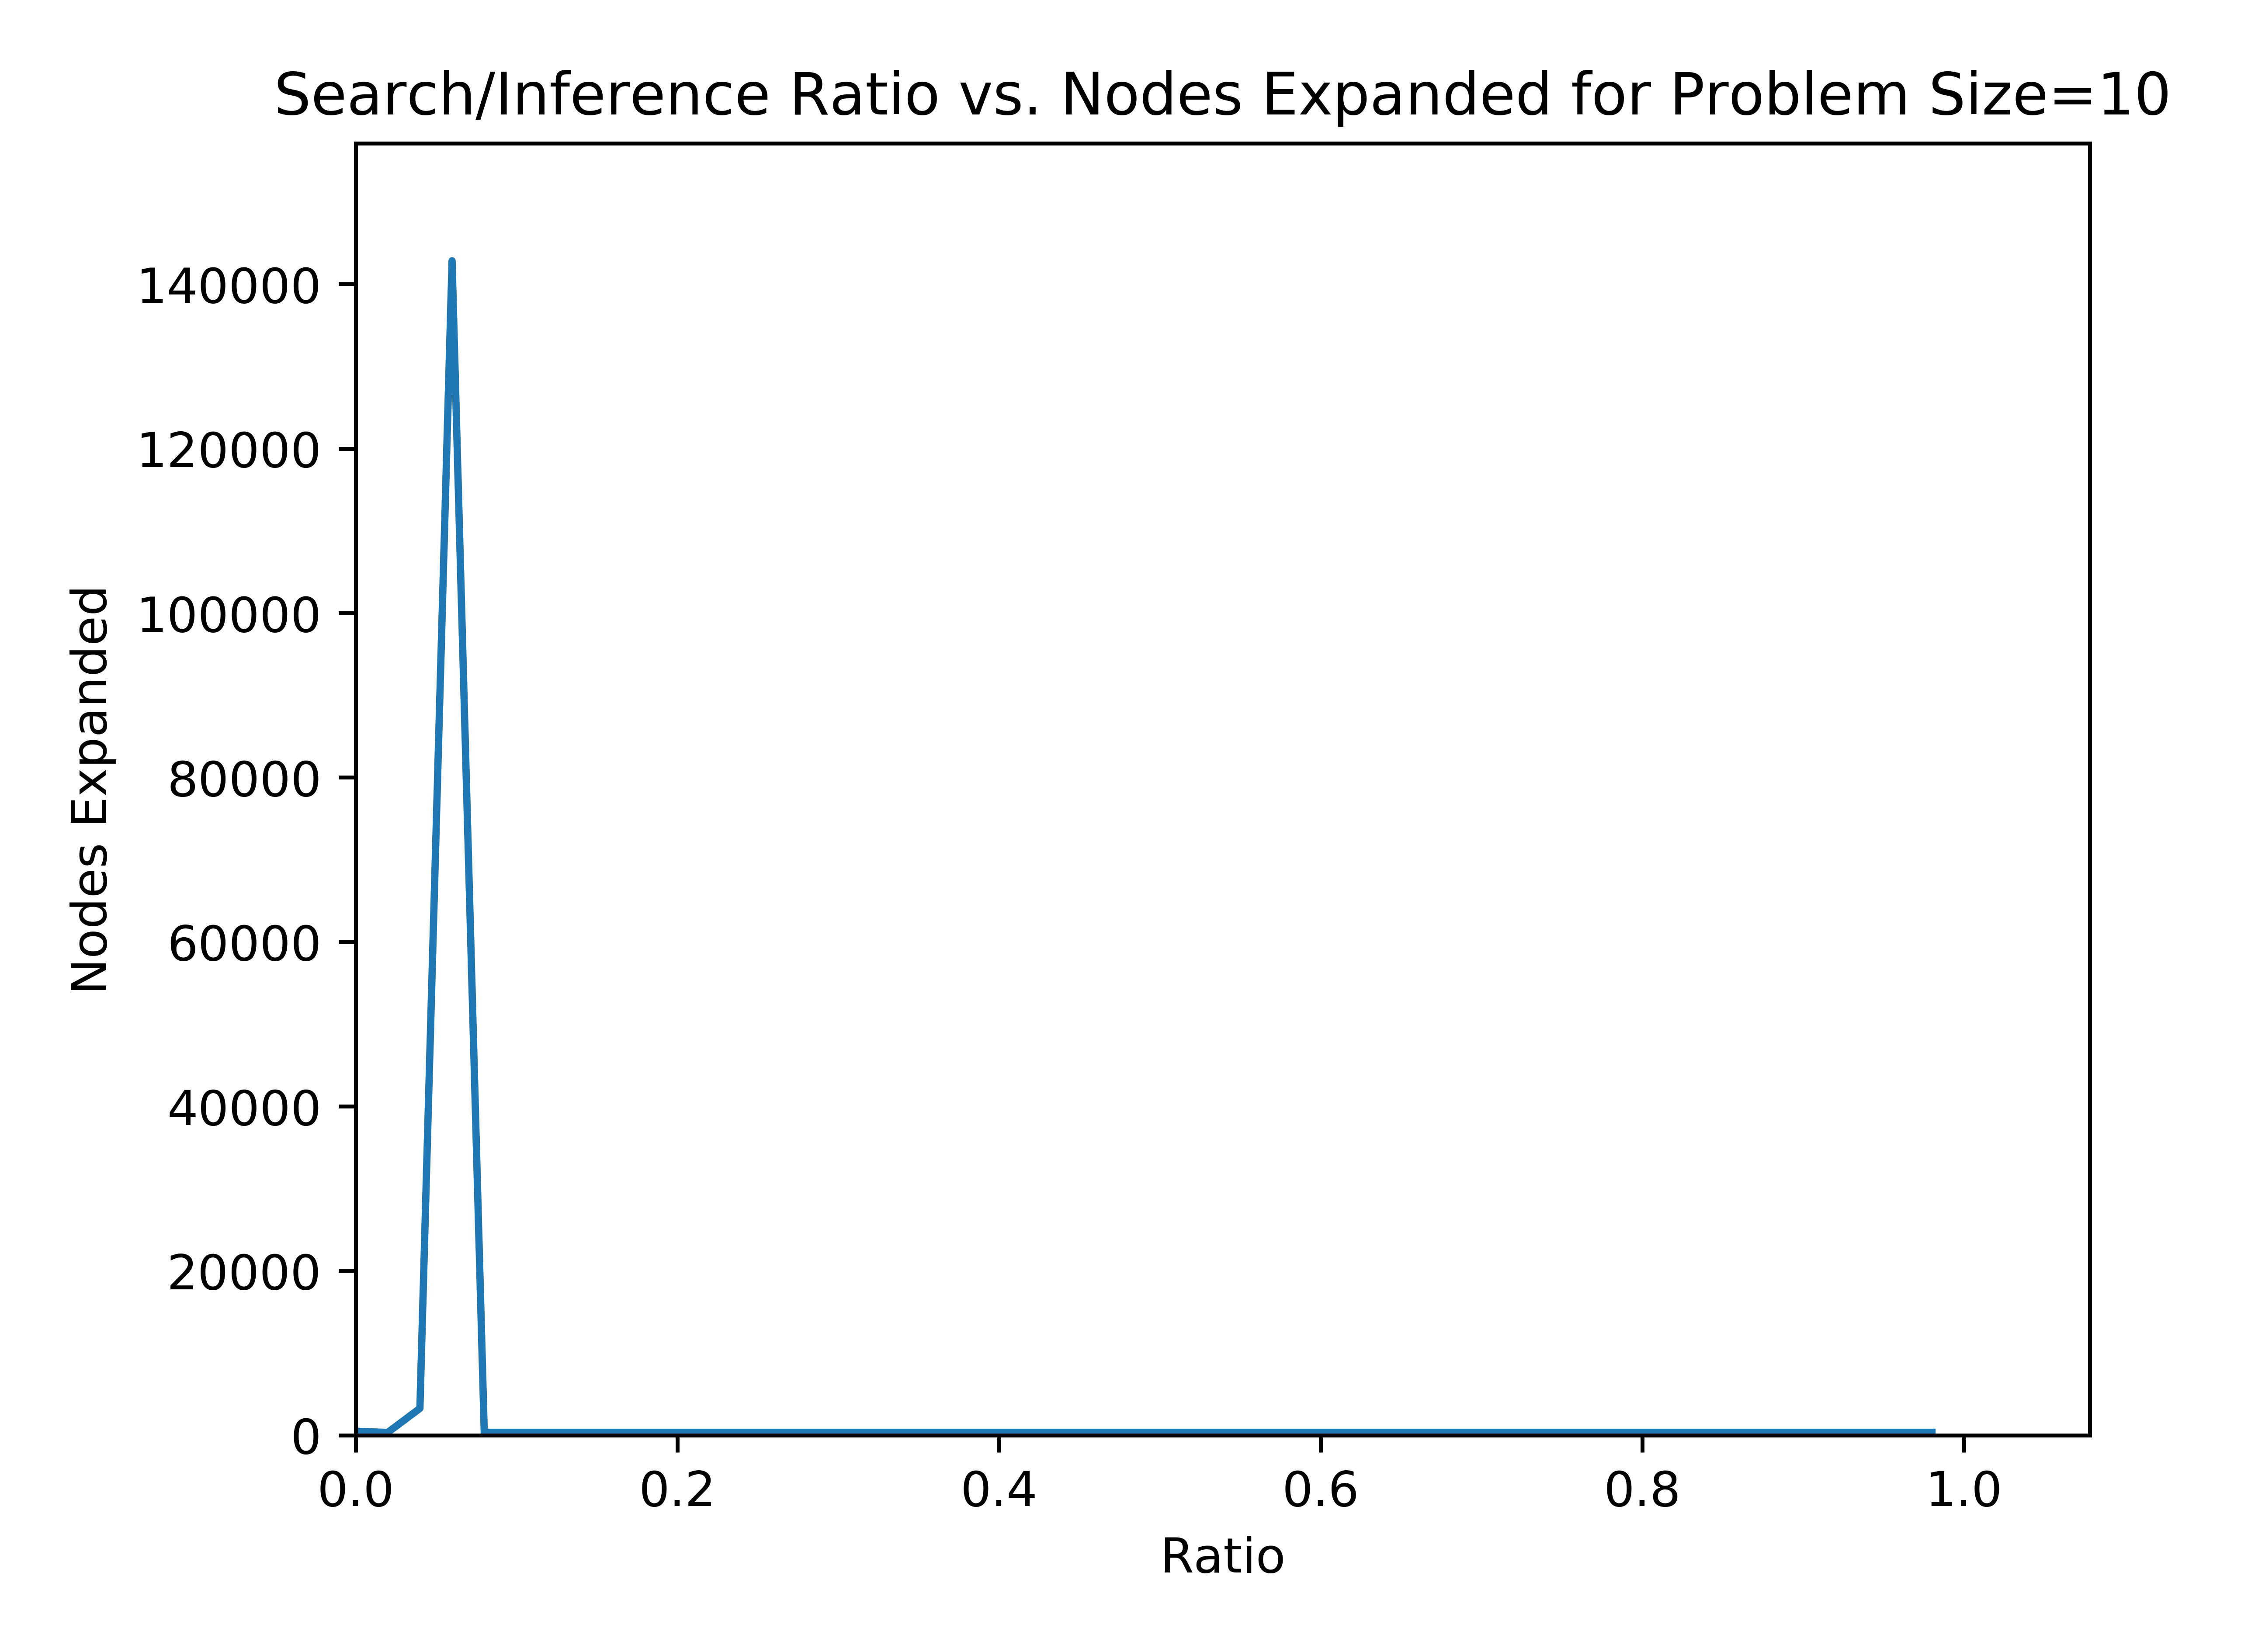 Search/Inference Ratio vs. Nodes Expanded for Problem Size=10
140000
120000
100000
80000
60000
40000
20000
0
Nodes Expanded
0.0 0.2 0.4 0.6 0.8 1.0
Ratio